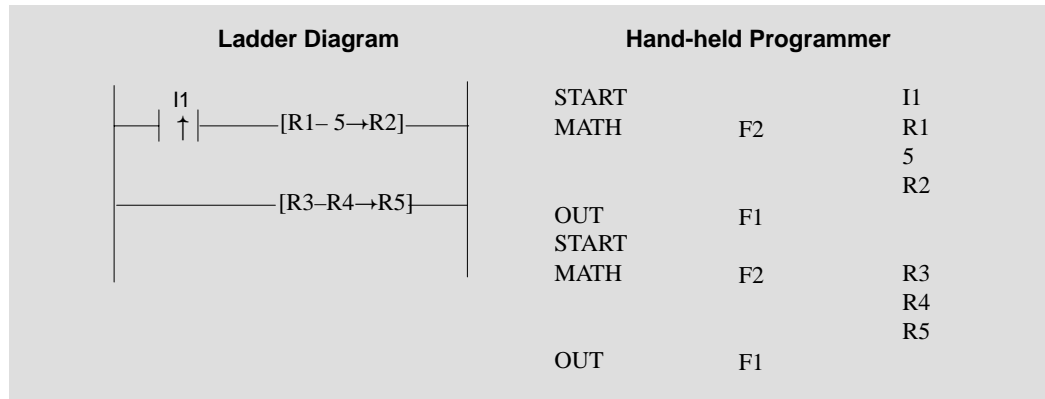 Ladder Diagram
I1
↑
[R1– 5→R2]
[R3–R4→R5]
Hand-held Programmer
START I1
MATH F2 R1
5
R2
OUT F1
START
MATH F2 R3
R4
R5
OUT F1